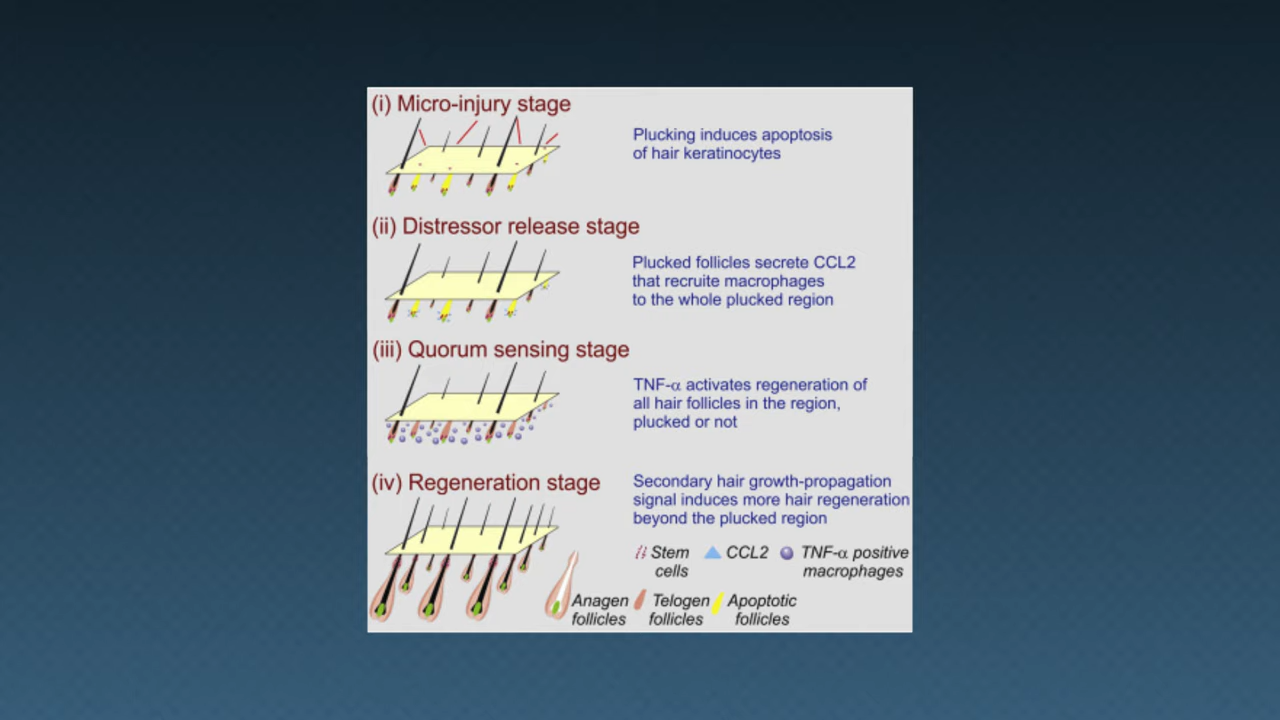 (i) Micro-injury stage
Plucking induces apoptosis
of hair keratinocytes
(ii) Distressor release stage
Plucked follicles secrete CCL2
that recruite macrophages
to the whole plucked region
(iii) Quorum sensing stage
TNF-α activates regeneration of
all hair follicles in the region,
plucked or not
(iv) Regeneration stage
Secondary hair growth-propagation
signal induces more hair regeneration
beyond the plucked region
Stem
cells
CCL2
TNF-α positive
macrophages
Anagen
follicles
Telogen
follicles
Apoptotic
follicles